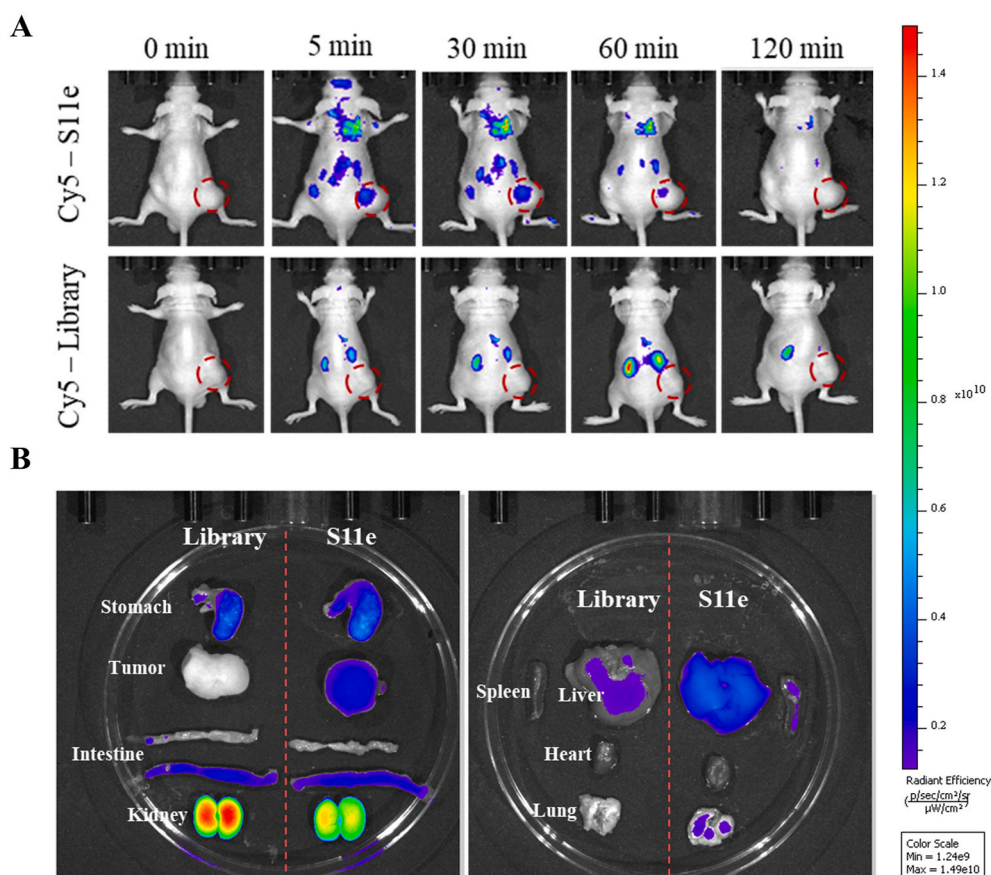 A
0 min 5 min 30 min 60 min 120 min
Cy5 – S11e
Cy5 – Library
B
Library S11e
Stomach
Tumor
Intestine
Kidney
Library S11e
Spleen Liver
Heart
Lung
1.4
1.2
1.0
0.8 x10^10
0.6
0.4
0.2
Radiant Efficiency
(p/sec/cm²/sr
µW/cm²)
Color Scale
Min = 1.24e9
Max = 1.49e10